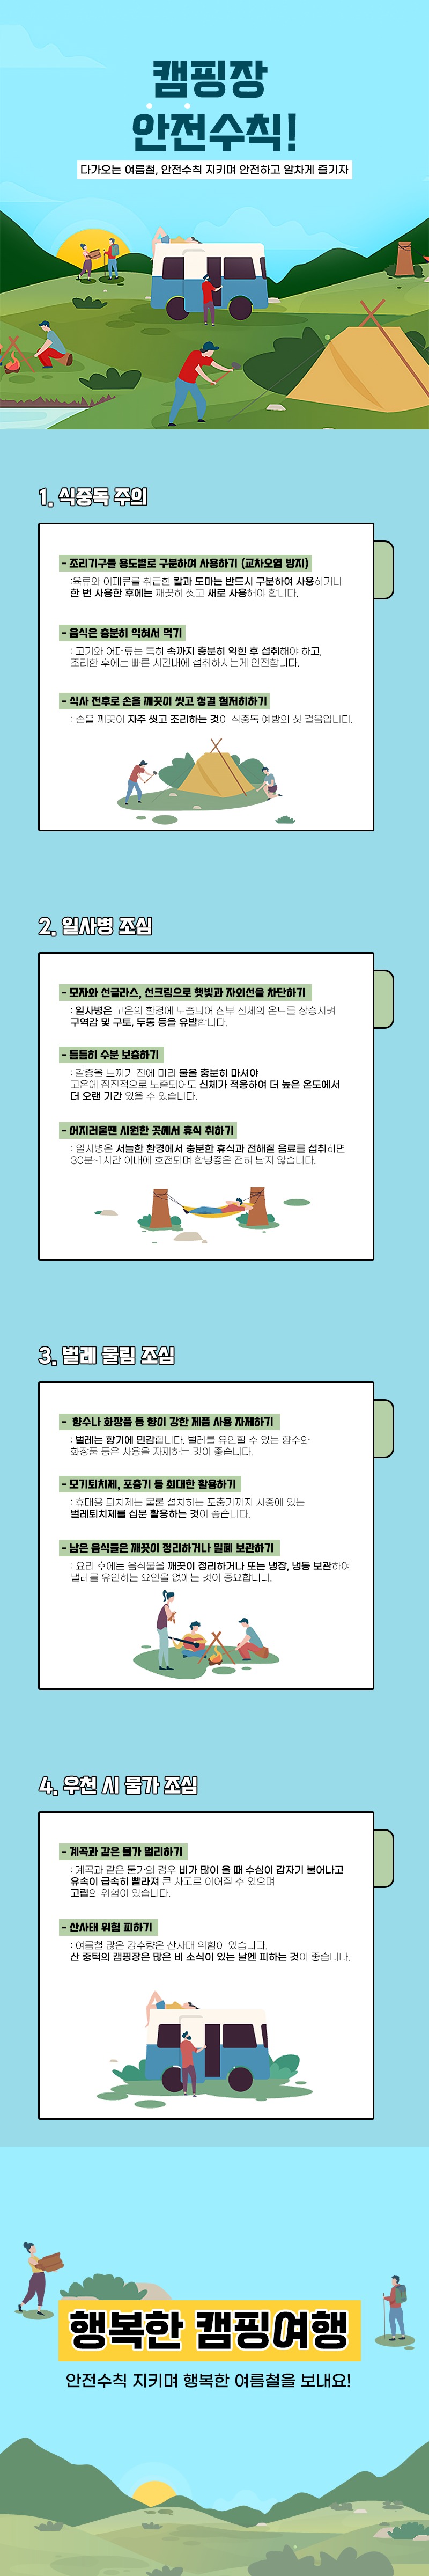 캠핑장
안전수칙!
다가오는 여름철, 안전수칙 지키며 안전하고 알차게 즐기자
1. 식중독 주의
- 조리기구를 용도별로 구분하여 사용하기 (교차오염 방지)
:육류와 어패류를 취급한 칼과 도마는 반드시 구분하여 사용하거나
한 번 사용한 후에는 깨끗이 씻고 새로 사용해야 합니다.
- 음식은 충분히 익혀서 먹기
: 고기와 어패류는 특히 속까지 충분히 익힌 후 섭취해야 하고,
조리한 후에는 빠른 시간내에 섭취하시는게 안전합니다.
- 식사 전후로 손을 깨끗이 씻고 청결 철저히하기
: 손을 깨끗이 자주 씻고 조리하는 것이 식중독 예방의 첫 걸음입니다.
2. 일사병 조심
- 모자와 선글라스, 선크림으로 햇빛과 자외선을 차단하기
: 일사병은 고온의 환경에 노출되어 심부 신체의 온도를 상승시켜
구역감 및 구토, 두통 등을 유발합니다.
- 틈틈히 수분 보충하기
: 갈증을 느끼기 전에 미리 물을 충분히 마셔야
고온에 점진적으로 노출되어도 신체가 적응하여 더 높은 온도에서
더 오랜 기간 있을 수 있습니다.
- 어지러울땐 시원한 곳에서 휴식 취하기
: 일사병은 서늘한 환경에서 충분한 휴식과 전해질 음료를 섭취하면
30분~1시간 이내에 호전되며 합병증은 전혀 남지 않습니다.
3. 벌레 물림 조심
- 향수나 화장품 등 향이 강한 제품 사용 자제하기
: 벌레는 향기에 민감합니다. 벌레를 유인할 수 있는 향수와
화장품 등은 사용을 자제하는 것이 좋습니다.
- 모기퇴치제, 포충기 등 최대한 활용하기
: 휴대용 퇴치제는 물론 설치하는 포충기까지 시중에 있는
벌레퇴치제를 십분 활용하는 것이 좋습니다.
- 남은 음식물은 깨끗이 정리하거나 밀폐 보관하기
: 요리 후에는 음식물을 깨끗이 정리하거나 또는 냉장, 냉동 보관하여
벌레를 유인하는 요인을 없애는 것이 중요합니다.
4. 우천 시 물가 조심
- 계곡과 같은 물가 멀리하기
: 계곡과 같은 물가의 경우 비가 많이 올 때 수심이 갑자기 불어나고
유속이 급속히 빨라져 큰 사고로 이어질 수 있으며
고립의 위험이 있습니다.
- 산사태 위험 피하기
: 여름철 많은 강수량은 산사태 위험이 있습니다.
산 중턱의 캠핑장은 많은 비 소식이 있는 날엔 피하는 것이 좋습니다.
행복한 캠핑여행
안전수칙 지키며 행복한 여름철을 보내요!